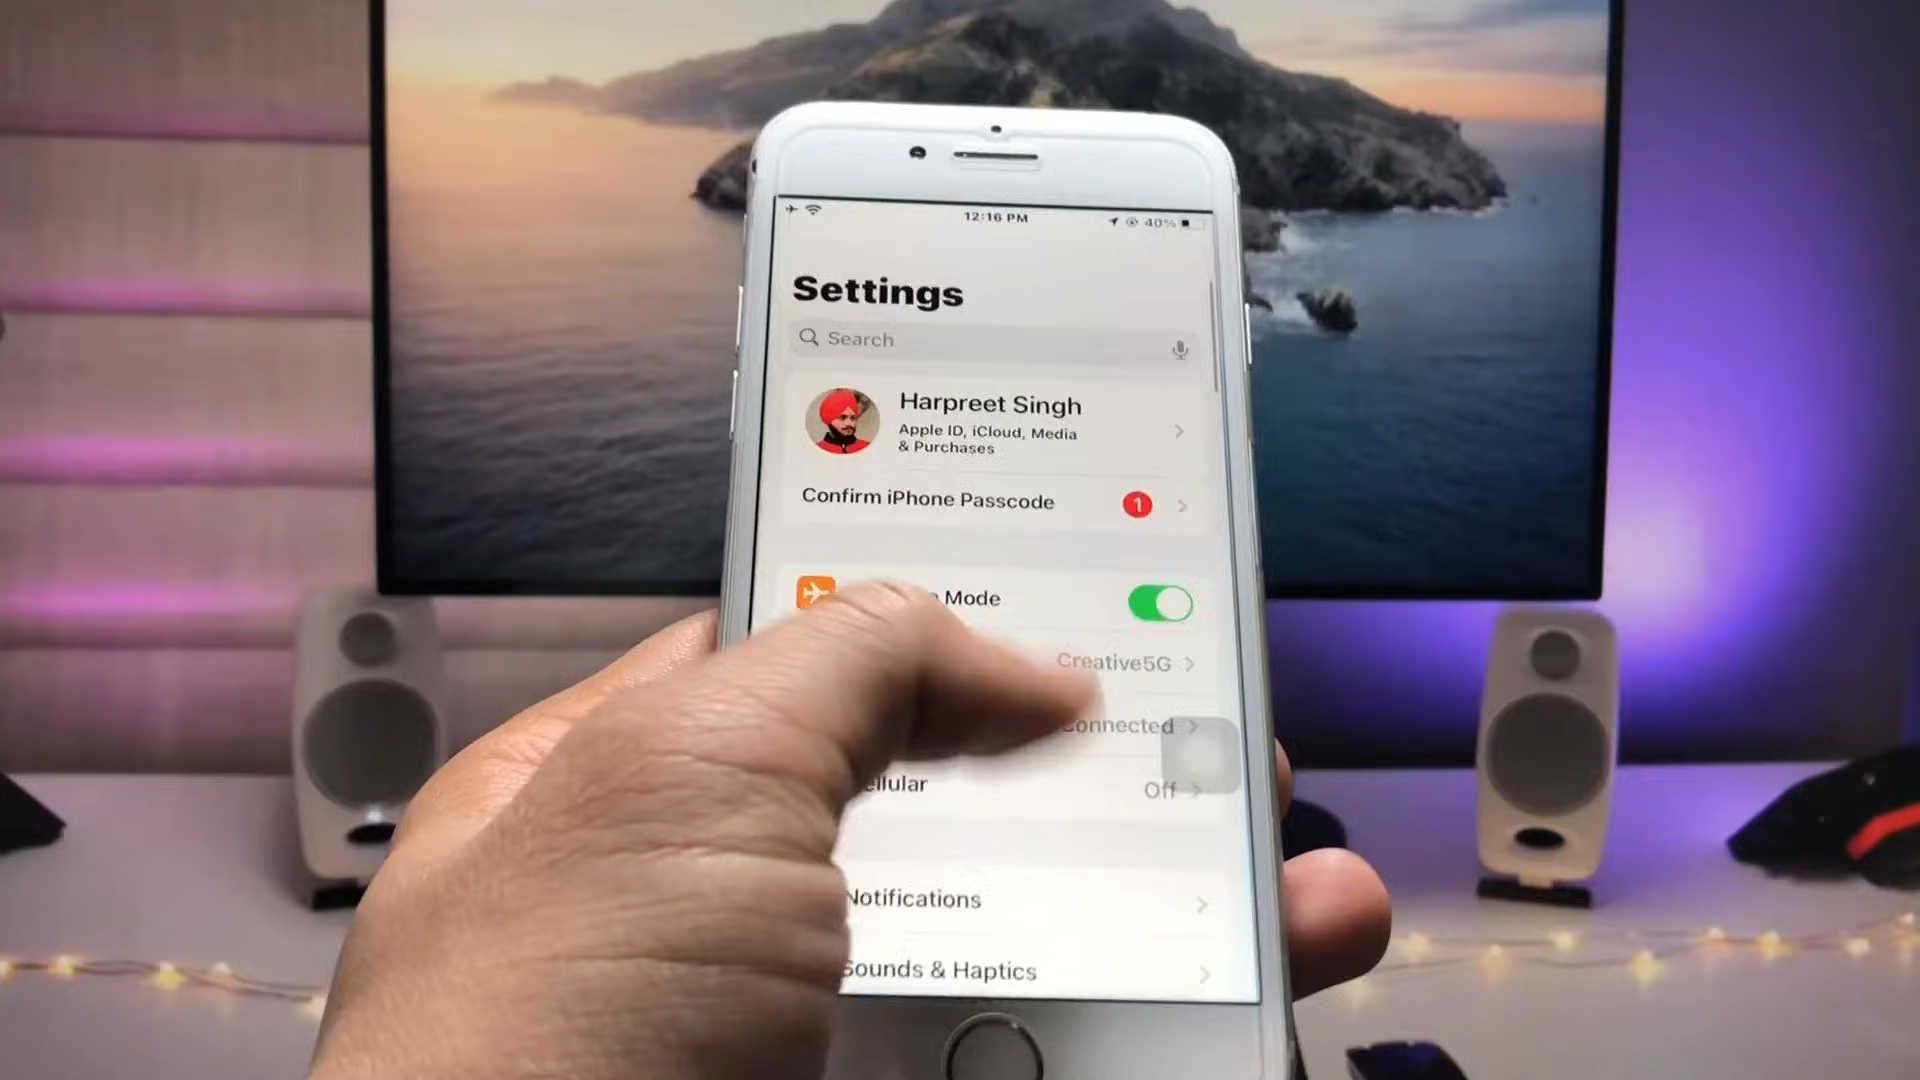 12:16 PM
40%
Settings
Search
Harpreet Singh
Apple ID, iCloud, Media
& Purchases
Confirm iPhone Passcode
1
Mode
Creative5G
Connected
ellular
Off
Notifications
Sounds & Haptics